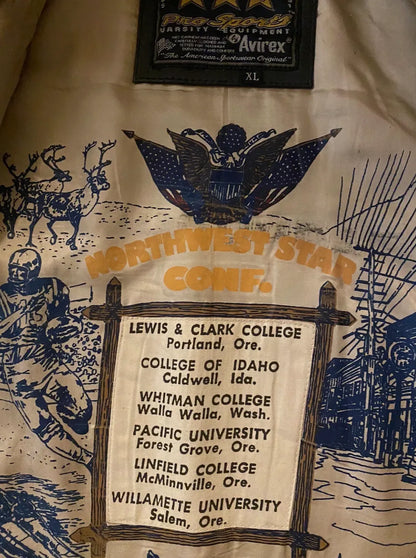 Pro Sports
VARSITY EQUIPMENT
Avirex
"The American Sportswear Original"
XL
NORTHWEST STAR
CONF.
LEWIS & CLARK COLLEGE
Portland, Ore.
COLLEGE OF IDAHO
Caldwell, Ida.
WHITMAN COLLEGE
Walla Walla, Wash.
PACIFIC UNIVERSITY
Forest Grove, Ore.
LINFIELD COLLEGE
McMinnville, Ore.
WILLAMETTE UNIVERSITY
Salem, Ore.